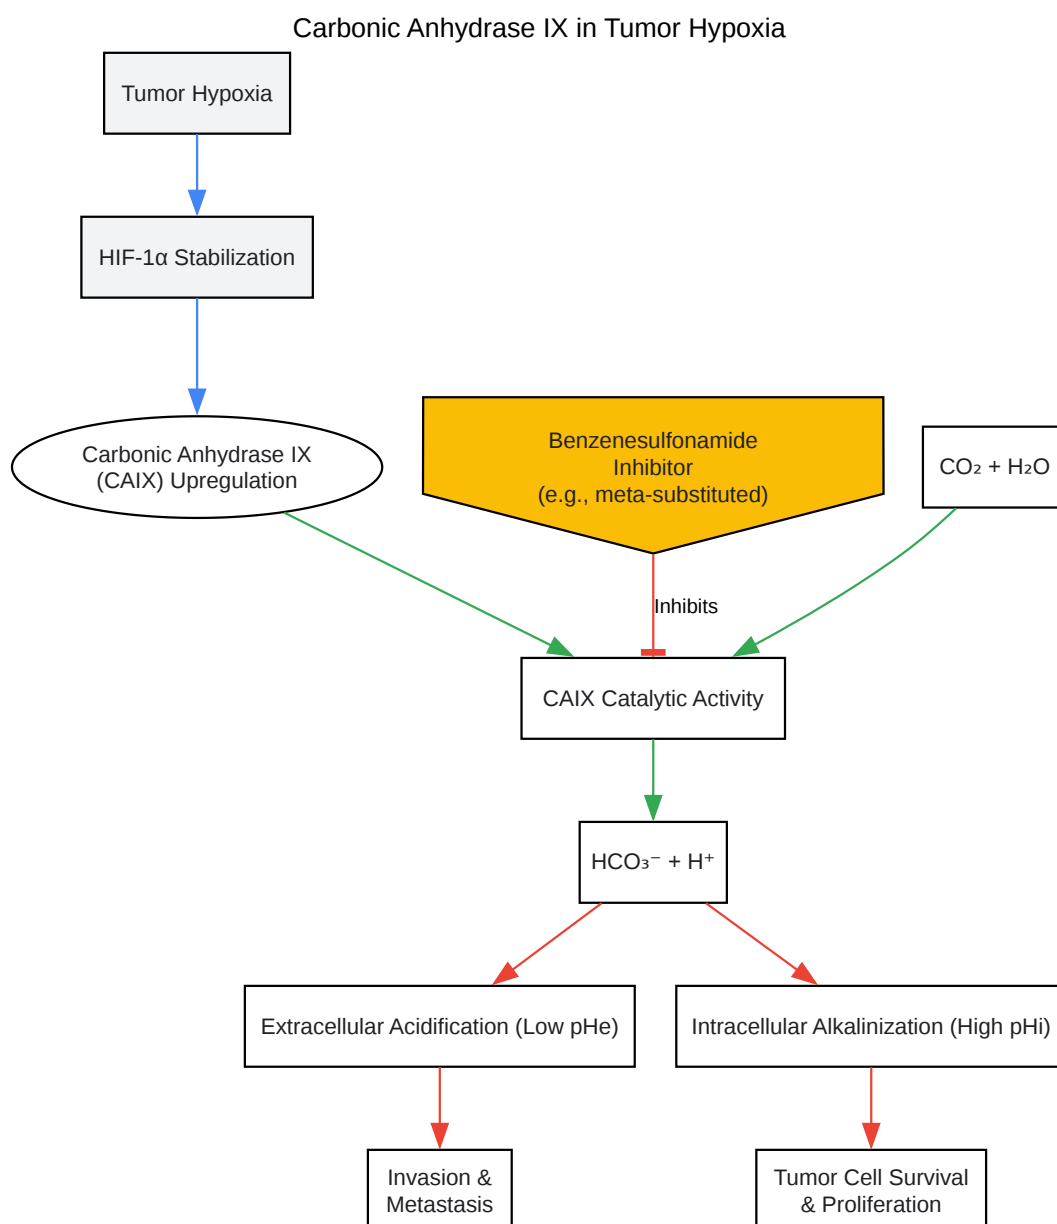 Carbonic Anhydrase IX in Tumor Hypoxia
Tumor Hypoxia
HIF-1α Stabilization
Carbonic Anhydrase IX
(CAIX) Upregulation
Benzenesulfonamide
Inhibitor
(e.g., meta-substituted)
CO₂ + H₂O
Inhibits
CAIX Catalytic Activity
HCO₃⁻ + H⁺
Extracellular Acidification (Low pHe)
Intracellular Alkalinization (High pHi)
Invasion &
Metastasis
Tumor Cell Survival
& Proliferation